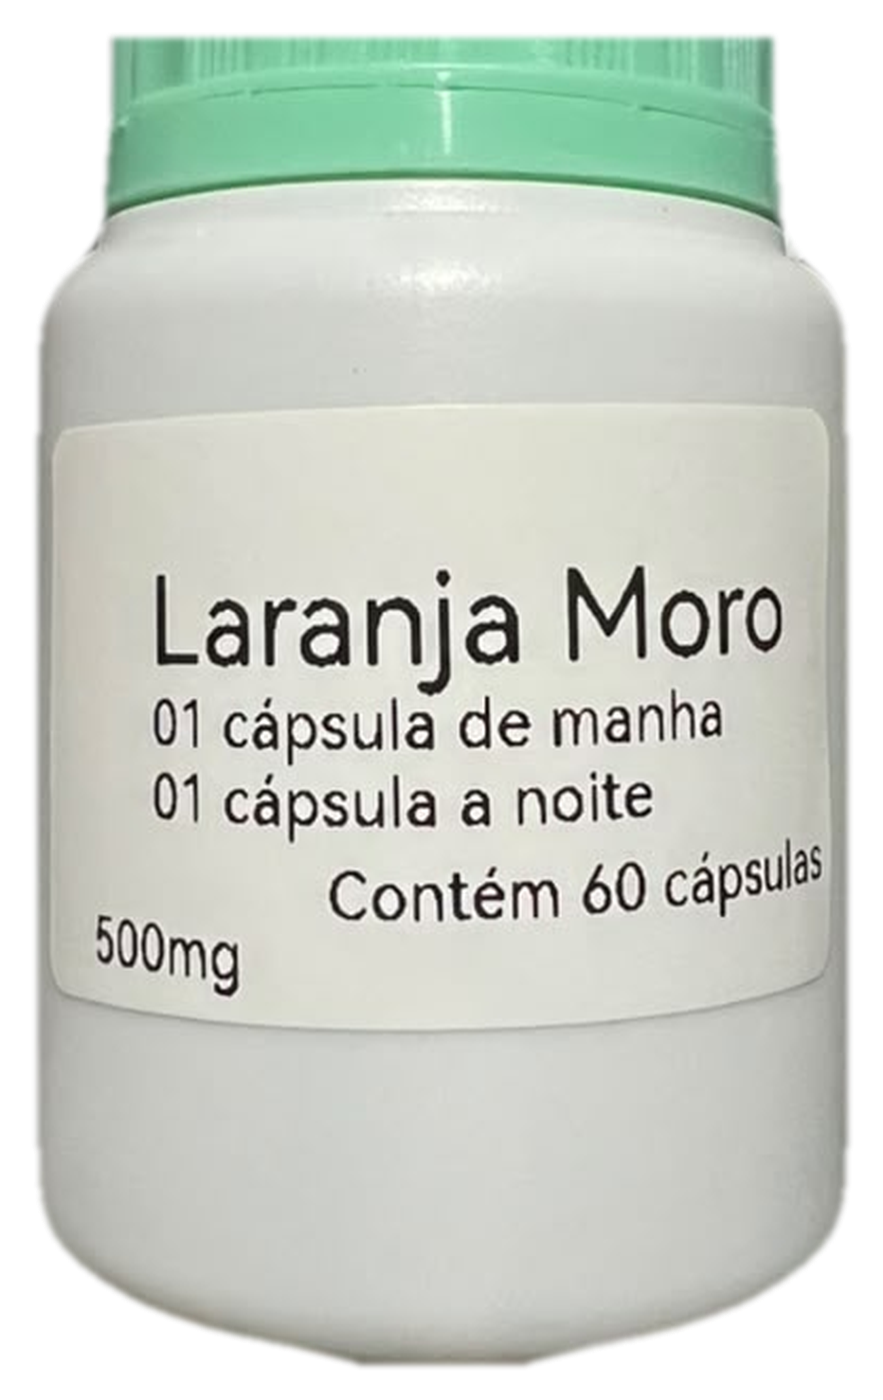 Laranja Moro
01 cápsula de manha
01 cápsula a noite
Contém 60 cápsulas
500mg